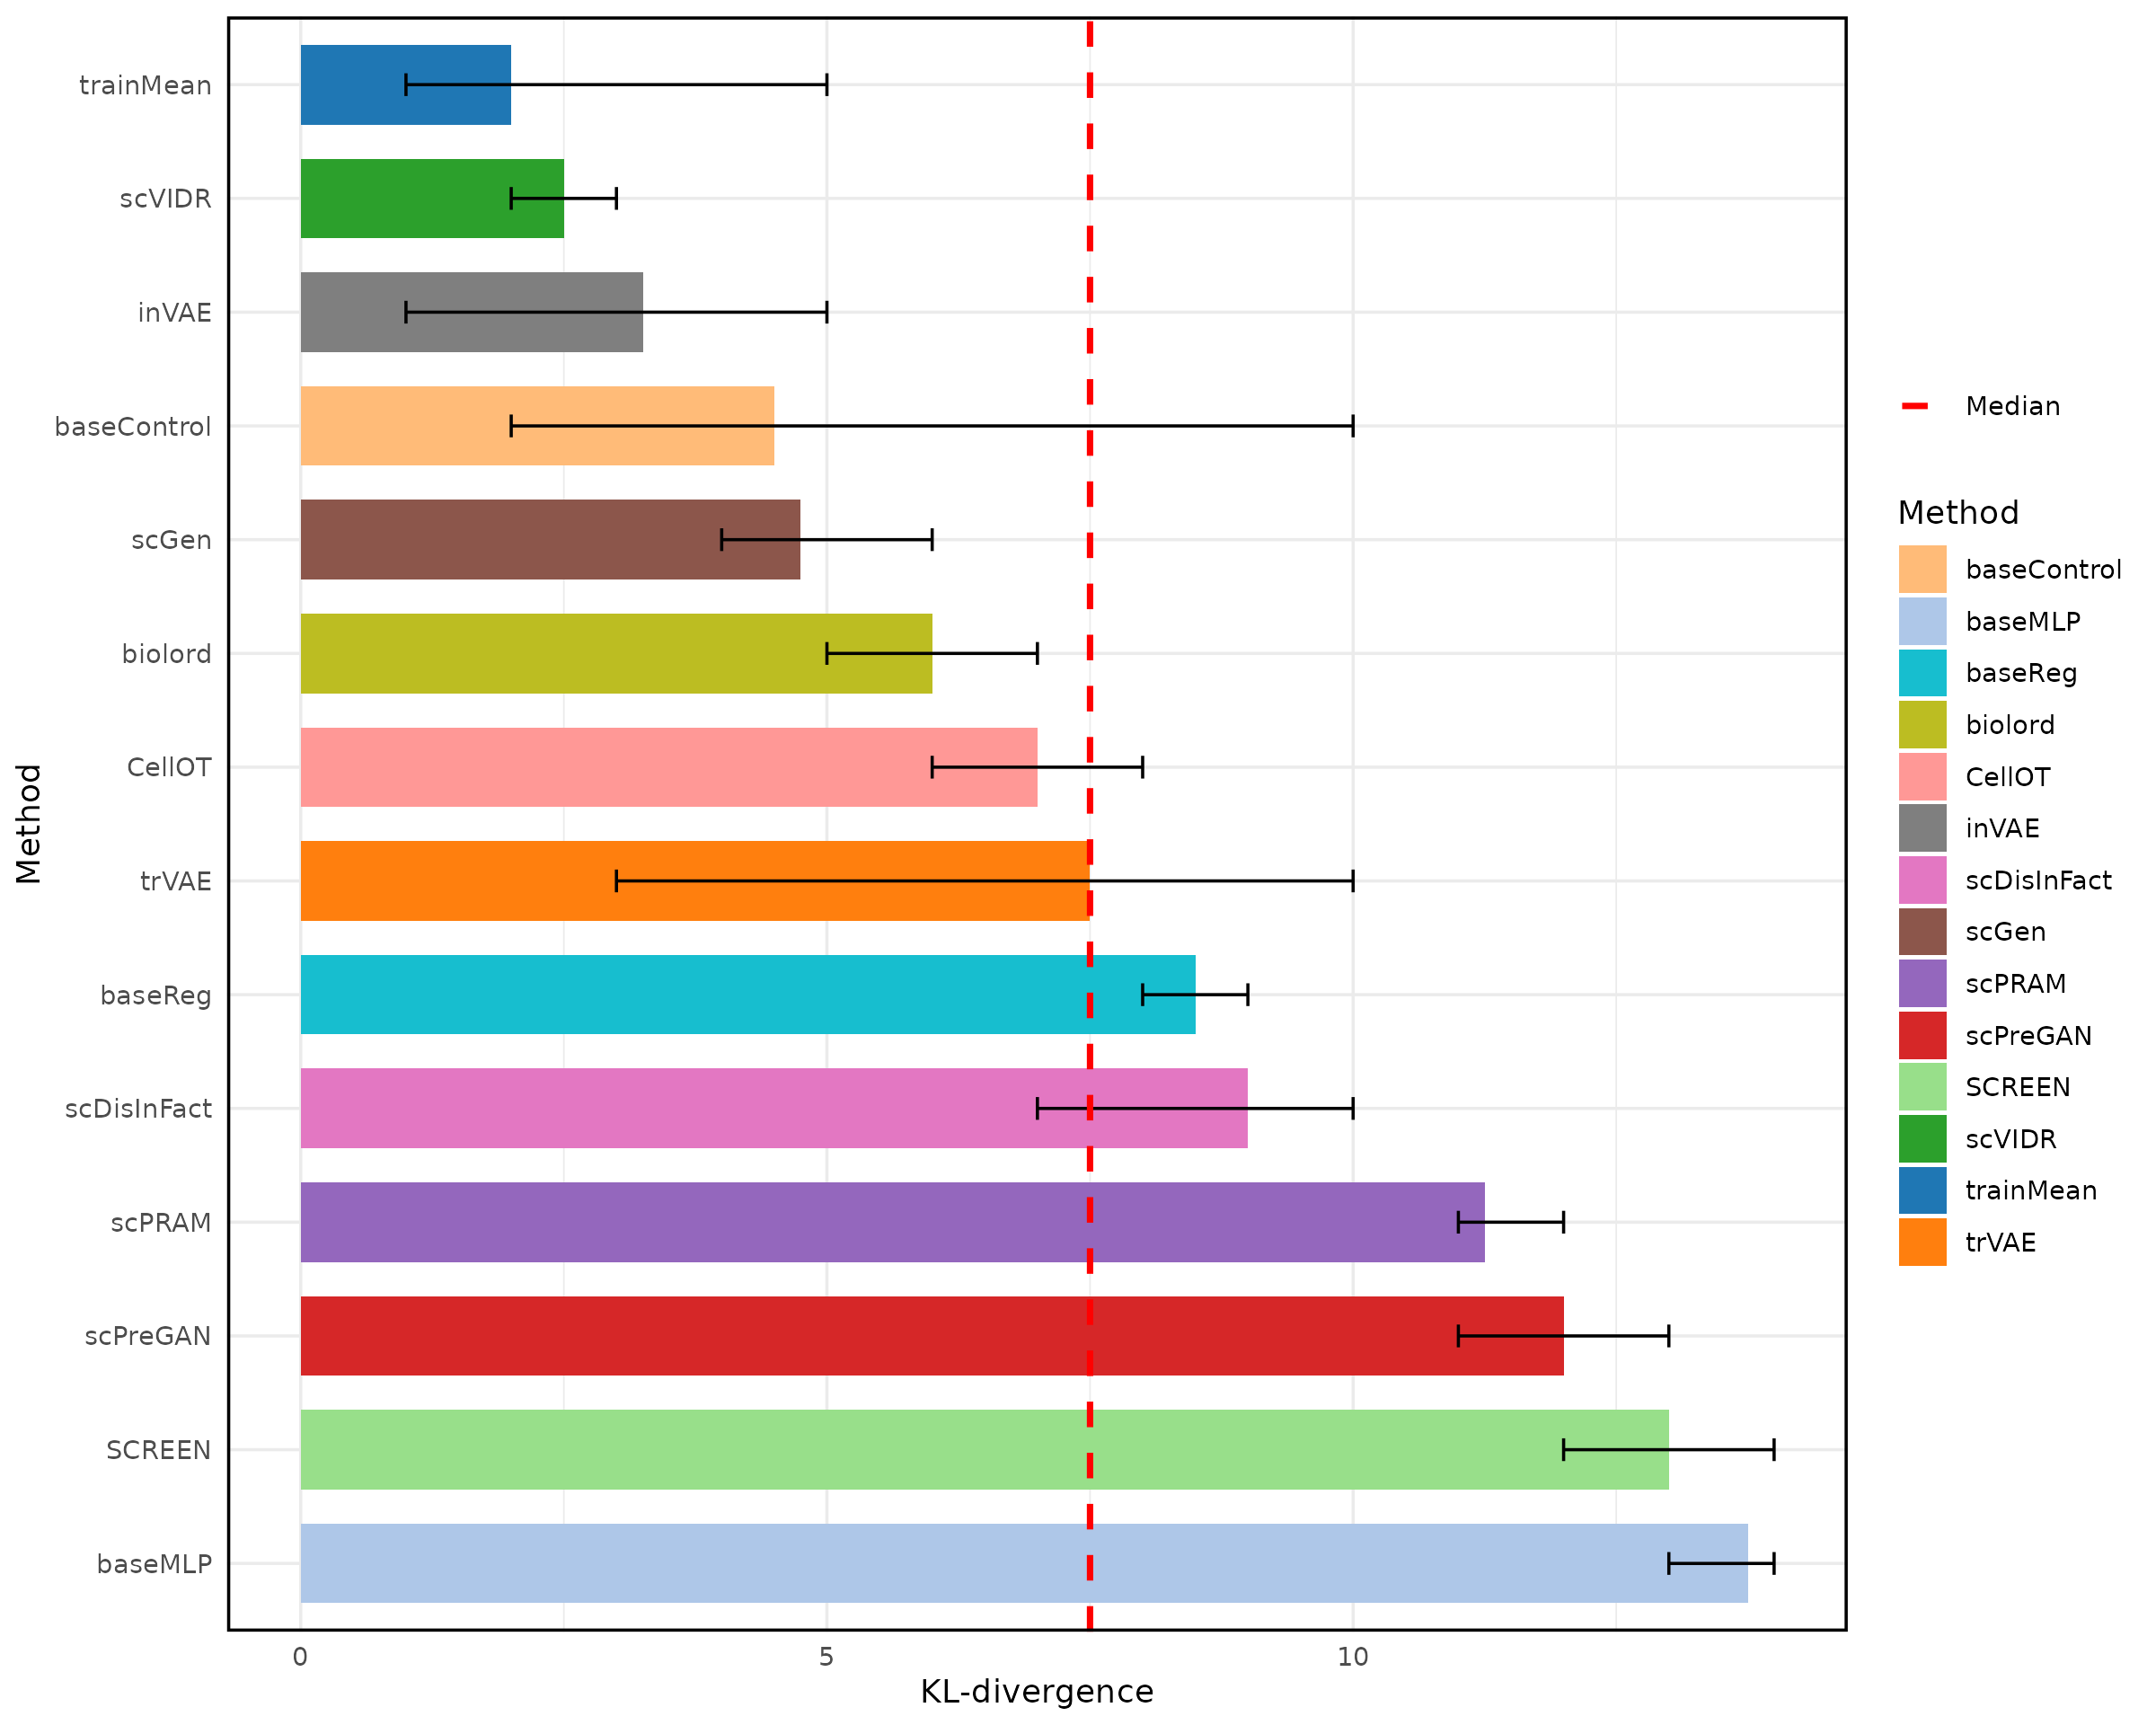 trainMean
scVIDR
inVAE
baseControl
scGen
biolord
CellOT
trVAE
baseReg
scDisInFact
scPRAM
scPreGAN
SCREEN
baseMLP
Method
0 5 10
KL-divergence
Median
Method
baseControl
baseMLP
baseReg
biolord
CellOT
inVAE
scDisInFact
scGen
scPRAM
scPreGAN
SCREEN
scVIDR
trainMean
trVAE